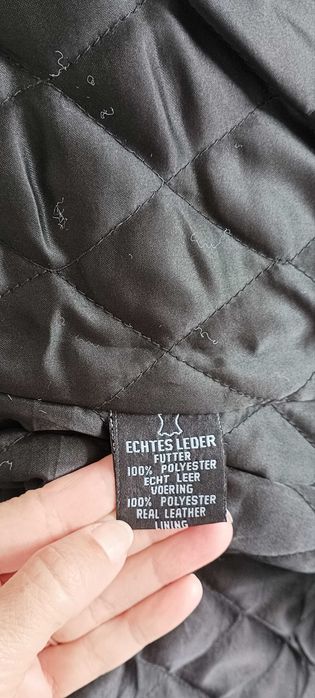 ECHTES LEDER
FUTTER
100% POLYESTER
ECHT LEER
VOERING
100% POLYESTER
REAL LEATHER
LINING